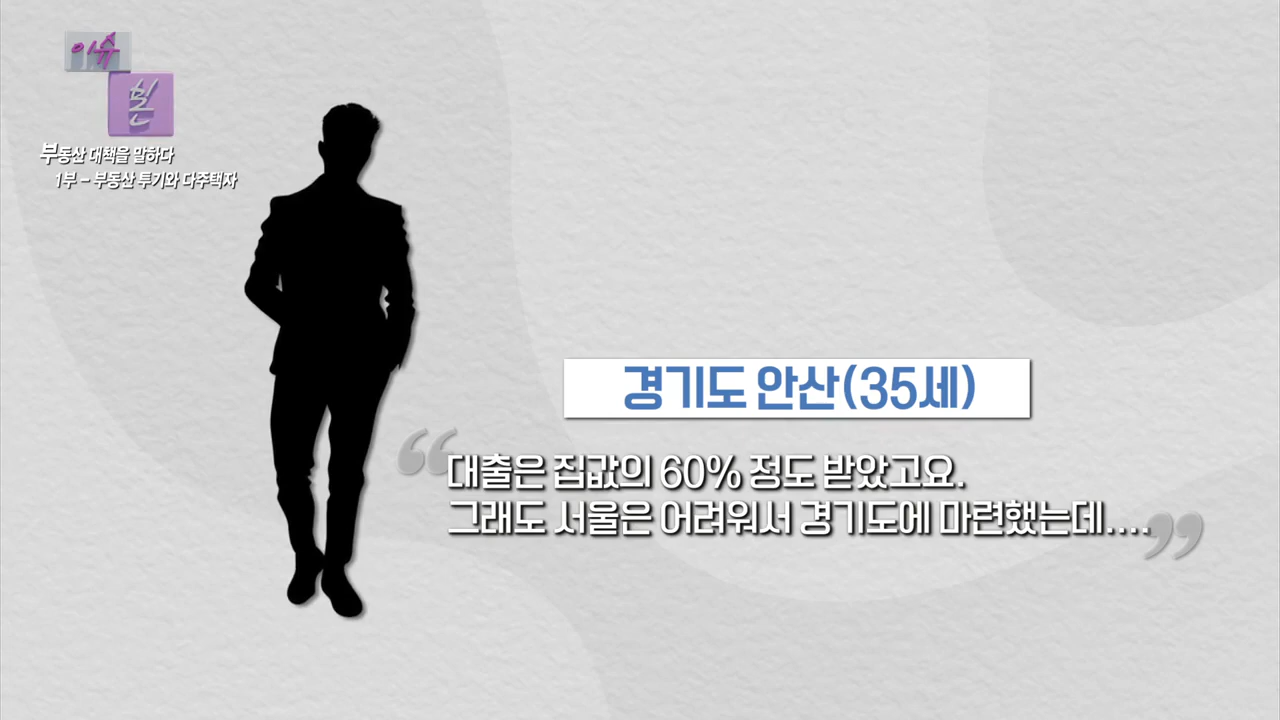 이슈
본
부동산 대책을 말하다
1부 - 부동산 투기와 다주택자
경기도 안산(35세)
“대출은 집값의 60% 정도 받았고요.
그래도 서울은 어려워서 경기도에 마련했는데....”